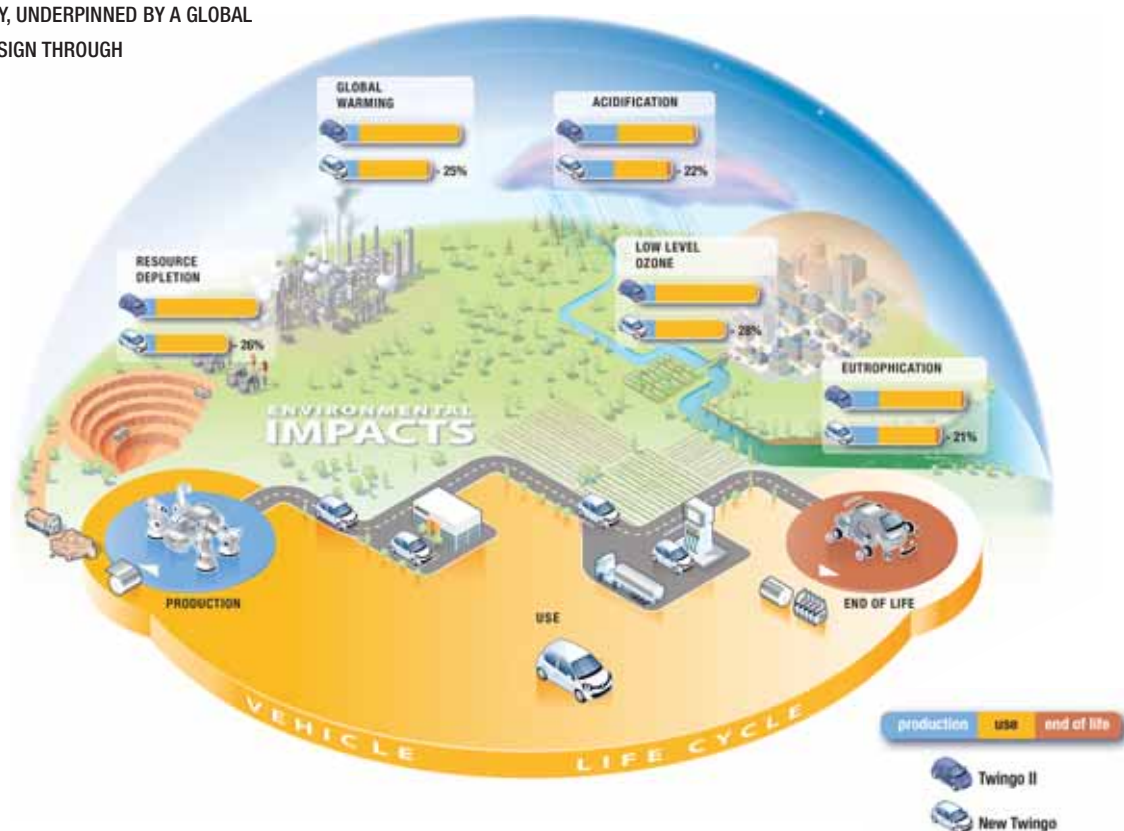 Y, UNDERPINNED BY A GLOBAL
SIGN THROUGH
GLOBAL
WARMING
- 25%
ACIDIFICATION
- 22%
RESOURCE
DEPLETION
- 26%
LOW LEVEL
OZONE
- 28%
EUTROPHICATION
- 21%
ENVIRONMENTAL
IMPACTS
PRODUCTION
USE
END OF LIFE
VEHICLE LIFE CYCLE
production use end of life
Twingo II
New Twingo